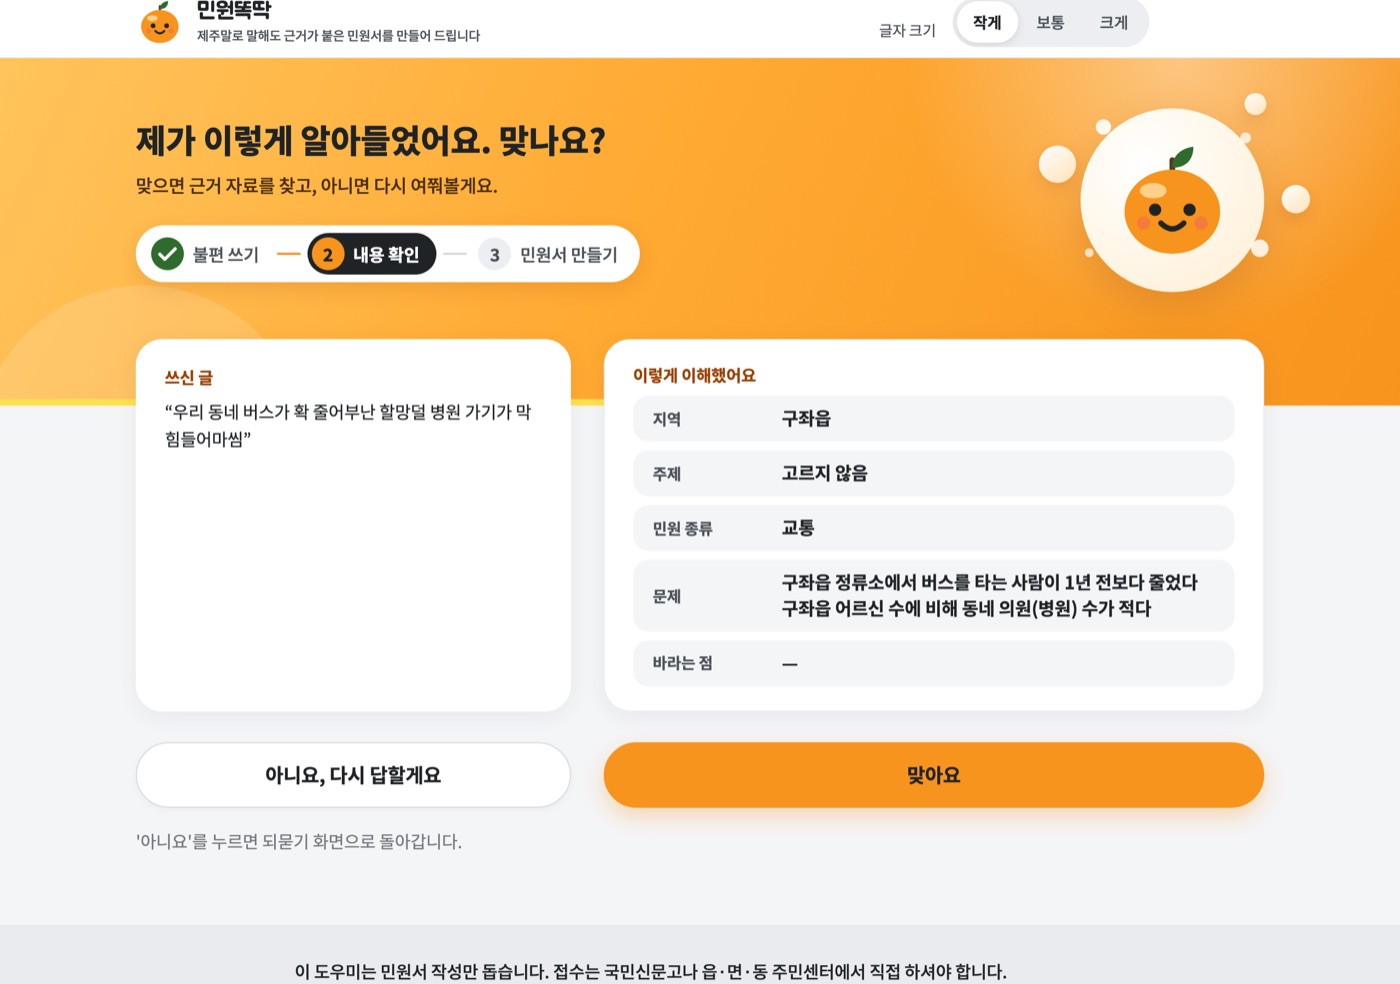 민원똑딱
제주말로 말해도 근거가 붙은 민원서를 만들어 드립니다
글자 크기
작게
보통
크게
제가 이렇게 알아들었어요. 맞나요?
맞으면 근거 자료를 찾고, 아니면 다시 여쭤볼게요.
불편 쓰기
2
내용 확인
3
민원서 만들기
쓰신 글
“우리 동네 버스가 확 줄어부난 할망덜 병원 가기가 막
힘들어마씸”
이렇게 이해했어요
지역
구좌읍
주제
고르지 않음
민원 종류
교통
문제
구좌읍 정류소에서 버스를 타는 사람이 1년 전보다 줄었다
구좌읍 어르신 수에 비해 동네 의원(병원) 수가 적다
바라는 점
—
아니요, 다시 답할게요
맞아요
'아니요'를 누르면 되묻기 화면으로 돌아갑니다.
이 도우미는 민원서 작성만 돕습니다. 접수는 국민신문고나 읍·면·동 주민센터에서 직접 하셔야 합니다.